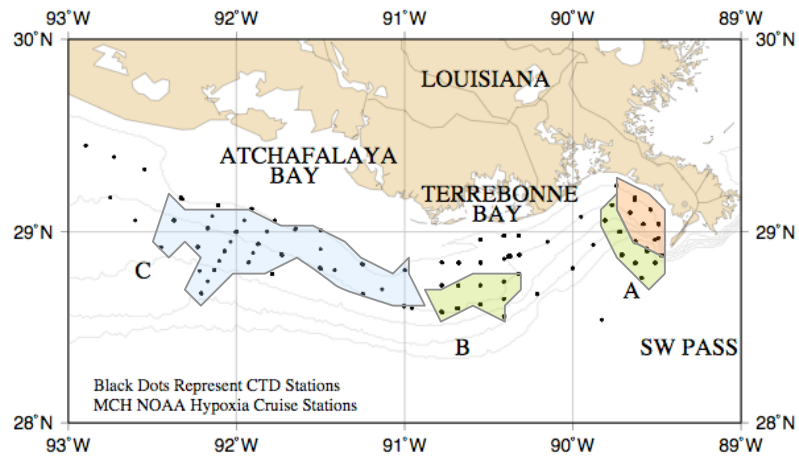 93˚W 92˚W 91˚W 90˚W 89˚W
30˚N 30˚N
LOUISIANA
ATCHAFALAYA
BAY
TERREBONNE
BAY
29˚N 29˚N
C
A
B
SW PASS
Black Dots Represent CTD Stations
MCH NOAA Hypoxia Cruise Stations
28˚N 28˚N
93˚W 92˚W 91˚W 90˚W 89˚W